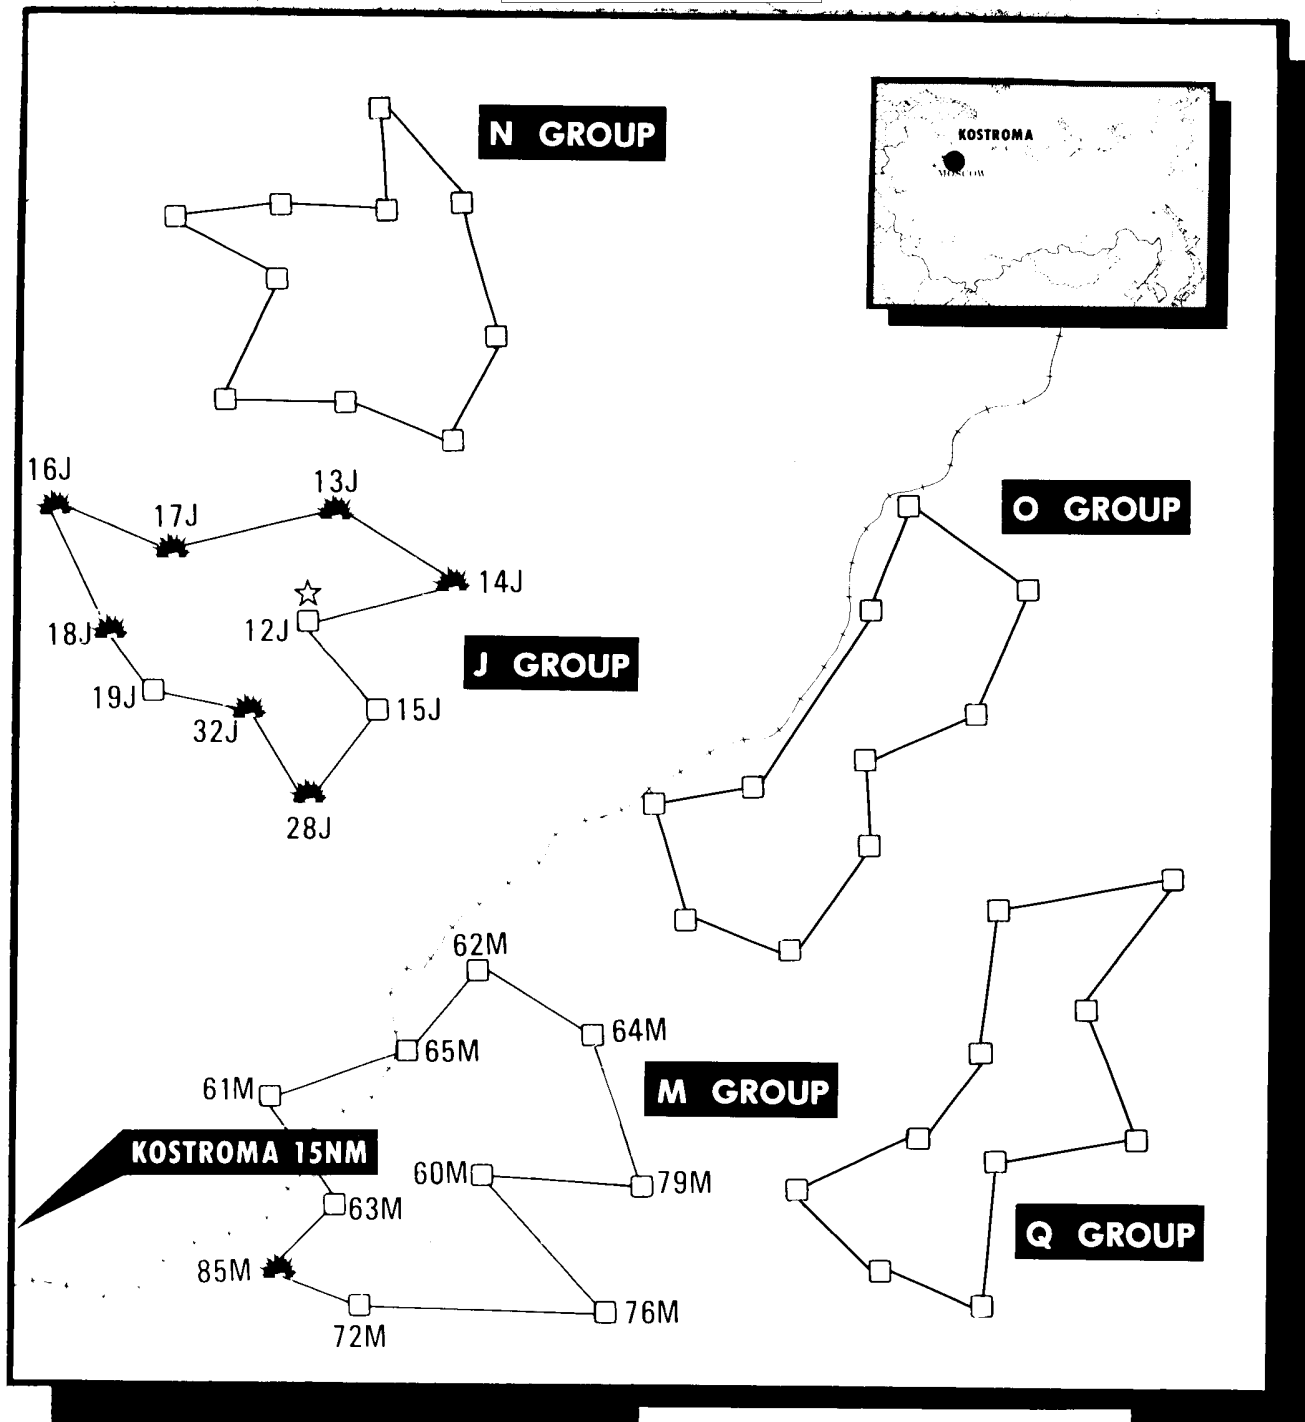 N GROUP
KOSTROMA
MOSCOW
16J
13J
17J
O GROUP
14J
12J
18J
J GROUP
19J
15J
32J
28J
62M
64M
65M
61M
M GROUP
KOSTROMA 15NM
60M
79M
63M
Q GROUP
85M
76M
72M